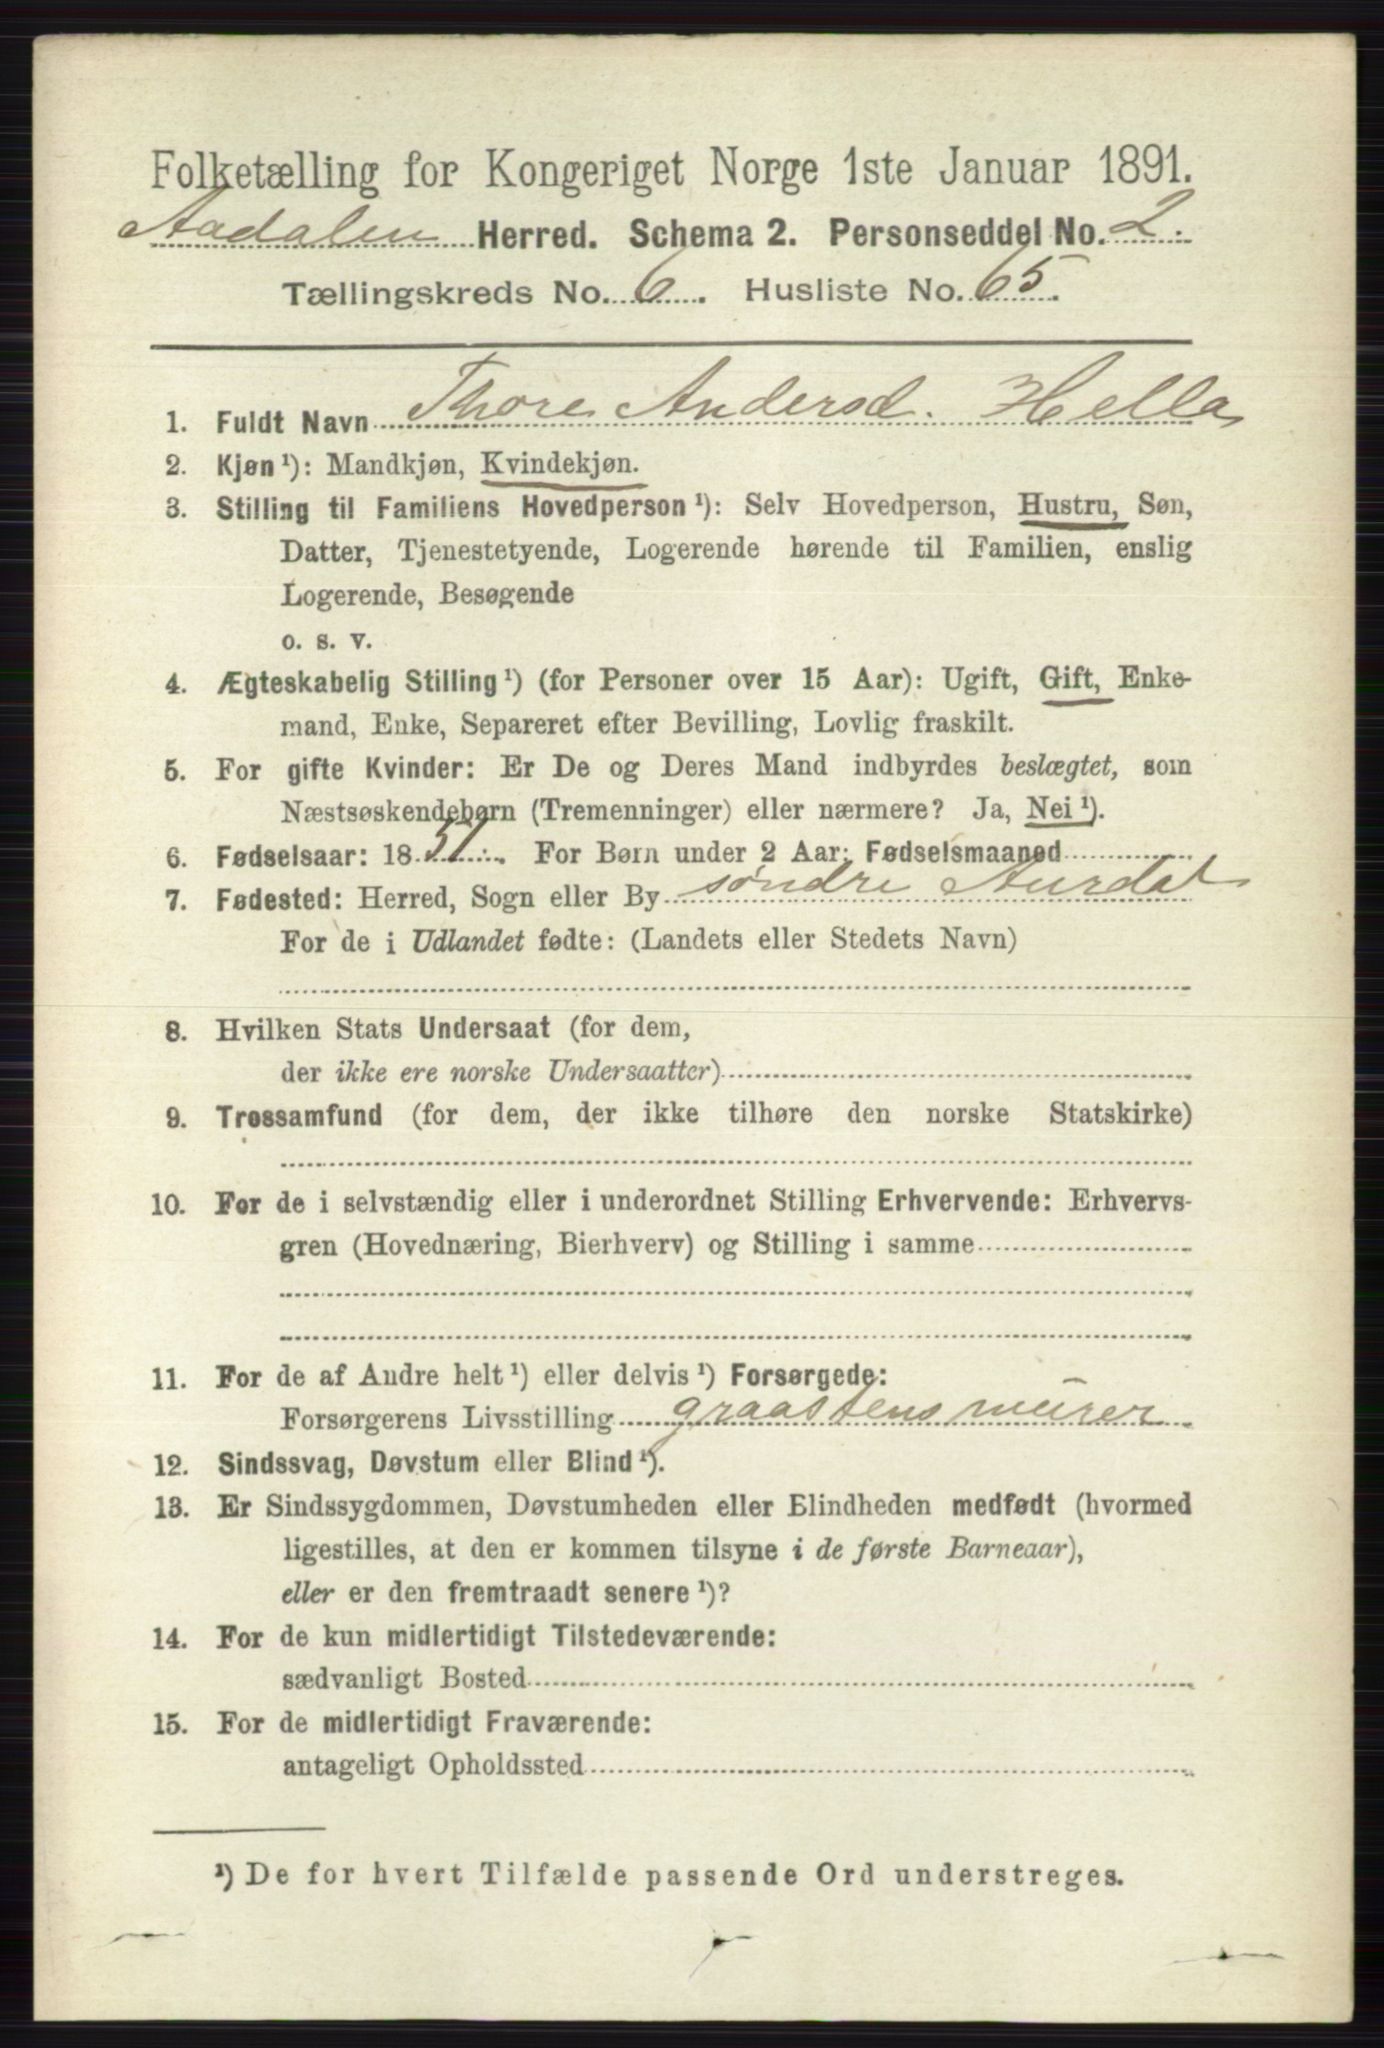 Folketælling for Kongeriget Norge 1ste Januar 1891.
Aadalen Herred. Schema 2. Personseddel No. 2.
Tællingskreds No. 6. Husliste No. 65.
1. Fuldt Navn Thore Andersd. Hella
2. Kjøn ¹): Mandkjøn, Kvindekjøn.
3. Stilling til Familiens Hovedperson ¹): Selv Hovedperson, Hustru, Søn,
Datter, Tjenestetyende, Logerende hørende til Familien, enslig
Logerende, Besøgende
o. s. v.
4. Ægteskabelig Stilling ¹) (for Personer over 15 Aar): Ugift, Gift, Enke-
mand, Enke, Separeret efter Bevilling, Lovlig fraskilt.
5. For gifte Kvinder: Er De og Deres Mand indbyrdes beslægtet, som
Næstsøskendebørn (Tremenninger) eller nærmere? Ja, Nei ¹).
6. Fødselsaar: 1851. For Børn under 2 Aar: Fødselsmaaned
7. Fødested: Herred, Sogn eller By søndre Aurdal
For de i Udlandet fødte: (Landets eller Stedets Navn)
8. Hvilken Stats Undersaat (for dem,
der ikke ere norske Undersaatter)
9. Trossamfund (for dem, der ikke tilhøre den norske Statskirke)
10. For de i selvstændig eller i underordnet Stilling Erhvervende: Erhvervs-
gren (Hovednæring, Bierhverv) og Stilling i samme
11. For de af Andre helt ¹) eller delvis ¹) Forsørgede:
Forsørgerens Livsstilling graastensmurer
12. Sindssvag, Døvstum eller Blind ¹).
13. Er Sindssygdommen, Døvstumheden eller Blindheden medfødt (hvormed
ligestilles, at den er kommen tilsyne i de første Barneaar),
eller er den fremtraadt senere ¹)?
14. For de kun midlertidigt Tilstedeværende:
sædvanligt Bosted
15. For de midlertidigt Fraværende:
antageligt Opholdssted
¹) De for hvert Tilfælde passende Ord understreges.